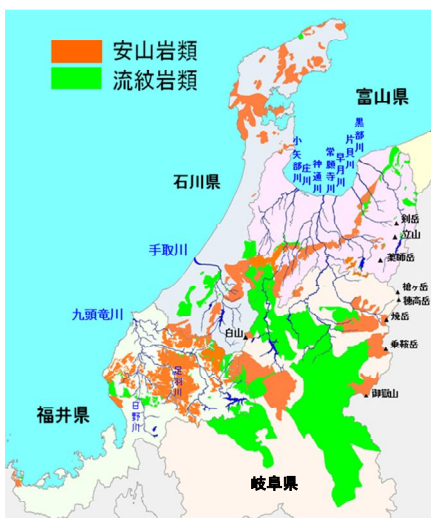 安山岩類
流紋岩類
富山県
石川県
小矢部川
庄川
神通川
常願寺川
早月川
片貝川
黒部川
剣岳
立山
薬師岳
手取川
槍ヶ岳
穂高岳
九頭竜川
白山
焼岳
乗鞍岳
足羽川
日野川
御嶽山
福井県
岐阜県